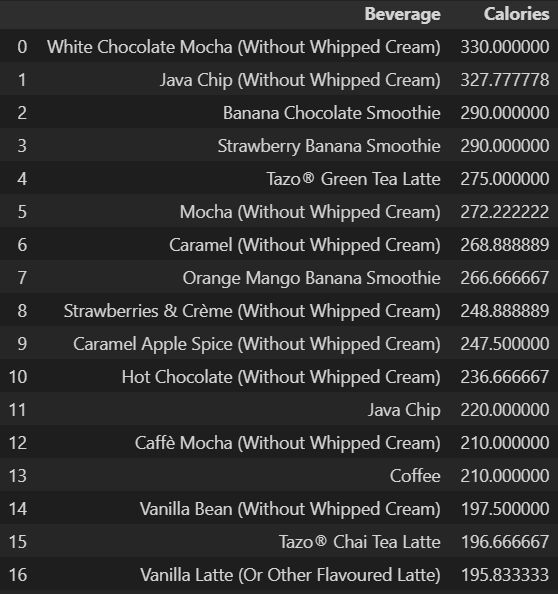 Beverage Calories
0 White Chocolate Mocha (Without Whipped Cream) 330.000000
1 Java Chip (Without Whipped Cream) 327.777778
2 Banana Chocolate Smoothie 290.000000
3 Strawberry Banana Smoothie 290.000000
4 Tazo® Green Tea Latte 275.000000
5 Mocha (Without Whipped Cream) 272.222222
6 Caramel (Without Whipped Cream) 268.888889
7 Orange Mango Banana Smoothie 266.666667
8 Strawberries & Crème (Without Whipped Cream) 248.888889
9 Caramel Apple Spice (Without Whipped Cream) 247.500000
10 Hot Chocolate (Without Whipped Cream) 236.666667
11 Java Chip 220.000000
12 Caffè Mocha (Without Whipped Cream) 210.000000
13 Coffee 210.000000
14 Vanilla Bean (Without Whipped Cream) 197.500000
15 Tazo® Chai Tea Latte 196.666667
16 Vanilla Latte (Or Other Flavoured Latte) 195.833333